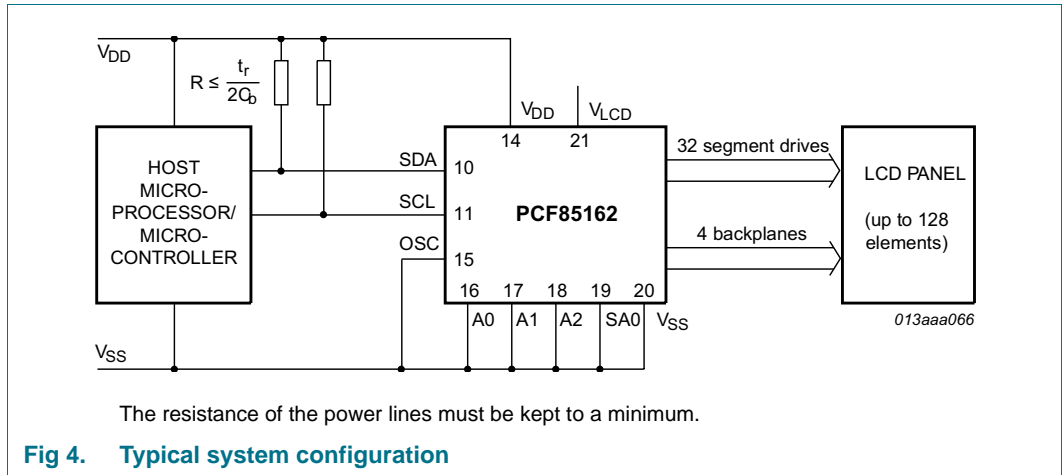 VDD
R ≤ tr
2Cb
VDD
VLCD
14
21
HOST
MICRO-
PROCESSOR/
MICRO-
CONTROLLER
SDA
10
SCL
11
OSC
15
PCF85162
32 segment drives
4 backplanes
LCD PANEL
(up to 128
elements)
16 17 18 19 20
A0 A1 A2 SA0 VSS
013aaa066
VSS
The resistance of the power lines must be kept to a minimum.
Fig 4. Typical system configuration